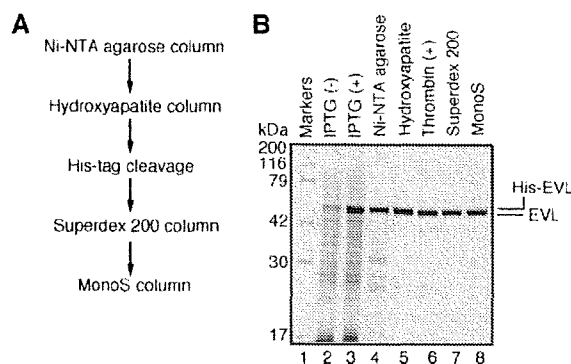 A
Ni-NTA agarose column
Hydroxyapatite column
His-tag cleavage
Superdex 200 column
MonoS column
B
kDa
Markers
IPTG (-)
IPTG (+)
Ni-NTA agarose
Hydroxyapatite
Thrombin (+)
Superdex 200
MonoS
200
116
79
42
30
17
His-EVL
EVL
1 2 3 4 5 6 7 8